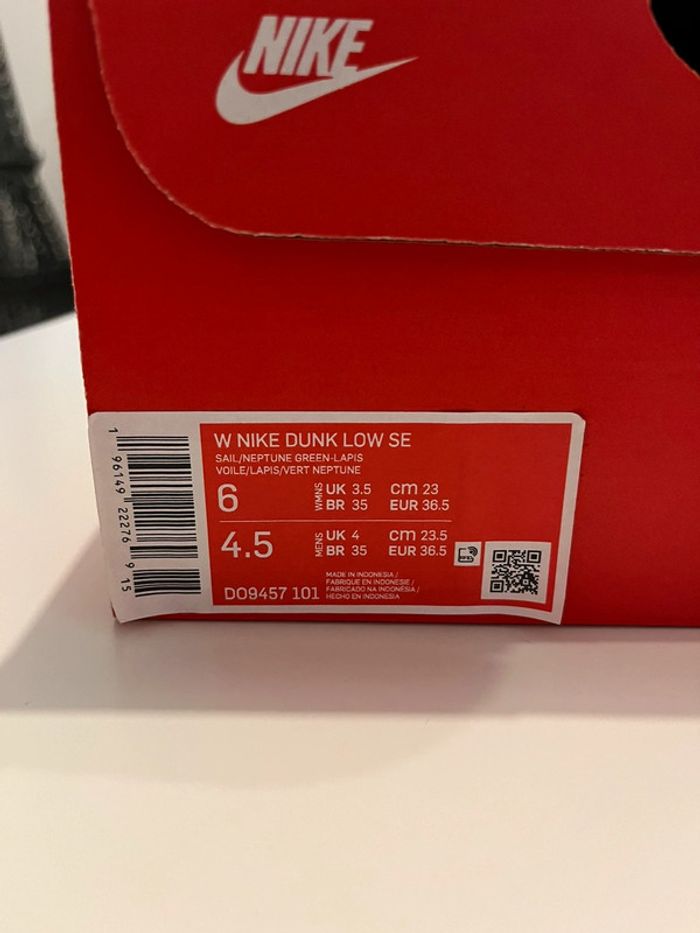 NIKE
W NIKE DUNK LOW SE
SAIL/NEPTUNE GREEN-LAPIS
VOILE/LAPIS/VERT NEPTUNE
6 WMNS UK 3.5 cm 23
BR 35 EUR 36.5
4.5 MENS UK 4 cm 23.5
BR 35 EUR 36.5
MADE IN INDONESIA /
FABRIQUE EN INDONESIE /
FABRICADO NA INDONÉSIA /
HECHO EN INDONESIA
DO9457 101
1 96149 22276 9 15